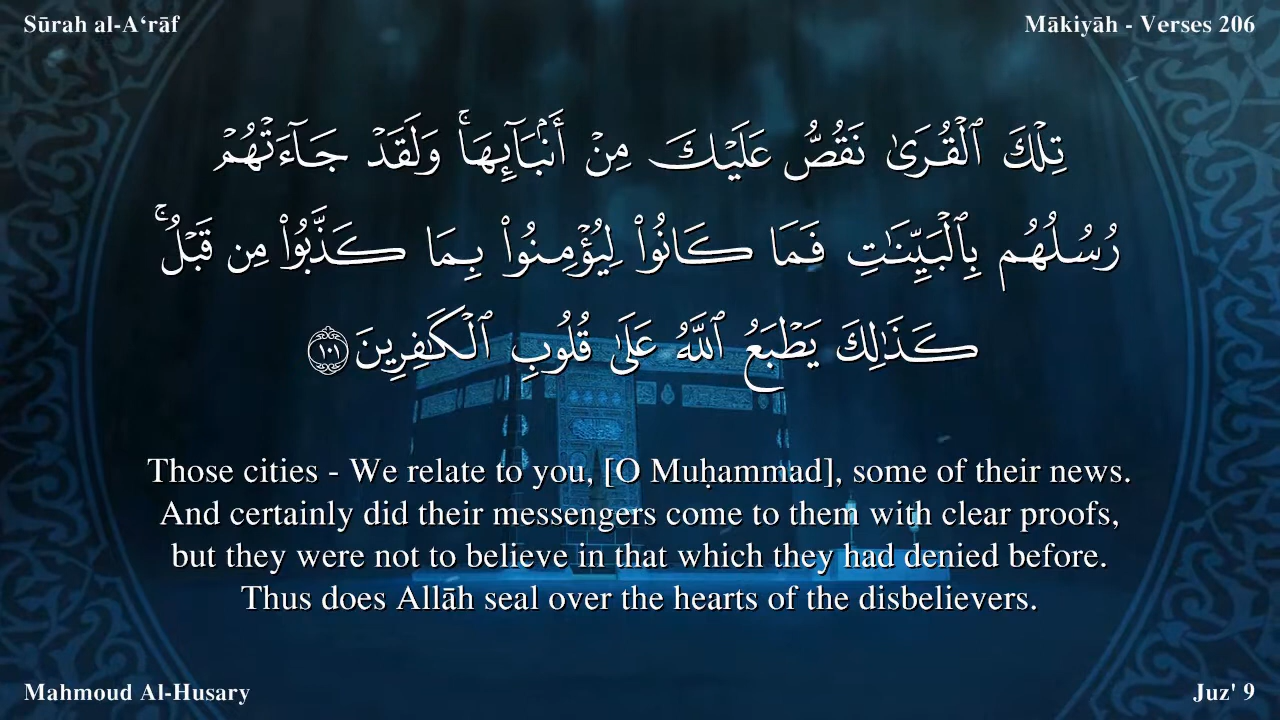 Sūrah al-A‘rāf
Mākiyāh - Verses 206
تِلْكَ ٱلْقُرَىٰ نَقُصُّ عَلَيْكَ مِنْ أَنۢبَآئِهَا ۚ وَلَقَدْ جَآءَتْهُمْ
رُسُلُهُم بِٱلْبَيِّنَـٰتِ فَمَا كَانُوا۟ لِيُؤْمِنُوا۟ بِمَا كَذَّبُوا۟ مِن قَبْلُ ۚ
كَذَٰلِكَ يَطْبَعُ ٱللَّهُ عَلَىٰ قُلُوبِ ٱلْكَـٰفِرِينَ ١٠١
Those cities - We relate to you, [O Muḥammad], some of their news.
And certainly did their messengers come to them with clear proofs,
but they were not to believe in that which they had denied before.
Thus does Allāh seal over the hearts of the disbelievers.
Mahmoud Al-Husary
Juz' 9